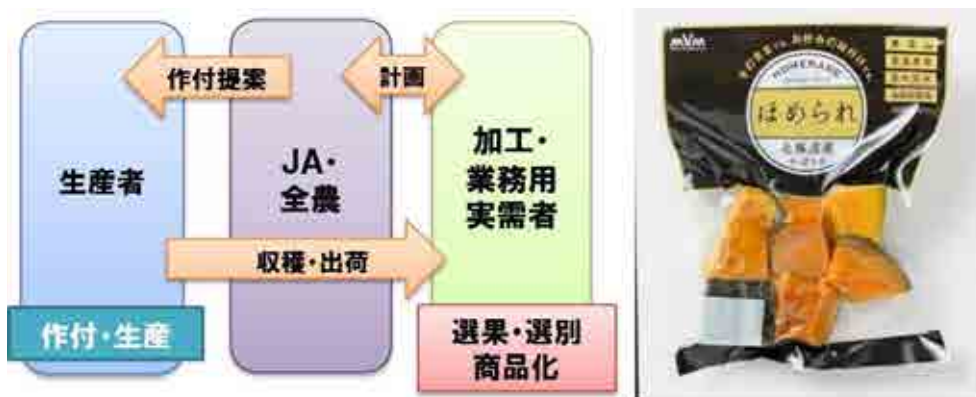 作付提案
計画
生産者
JA・
全農
加工・
業務用
実需者
収穫・出荷
作付・生産
選果・選別
商品化
mVm
HOMERARE
ほめられ
北海道産